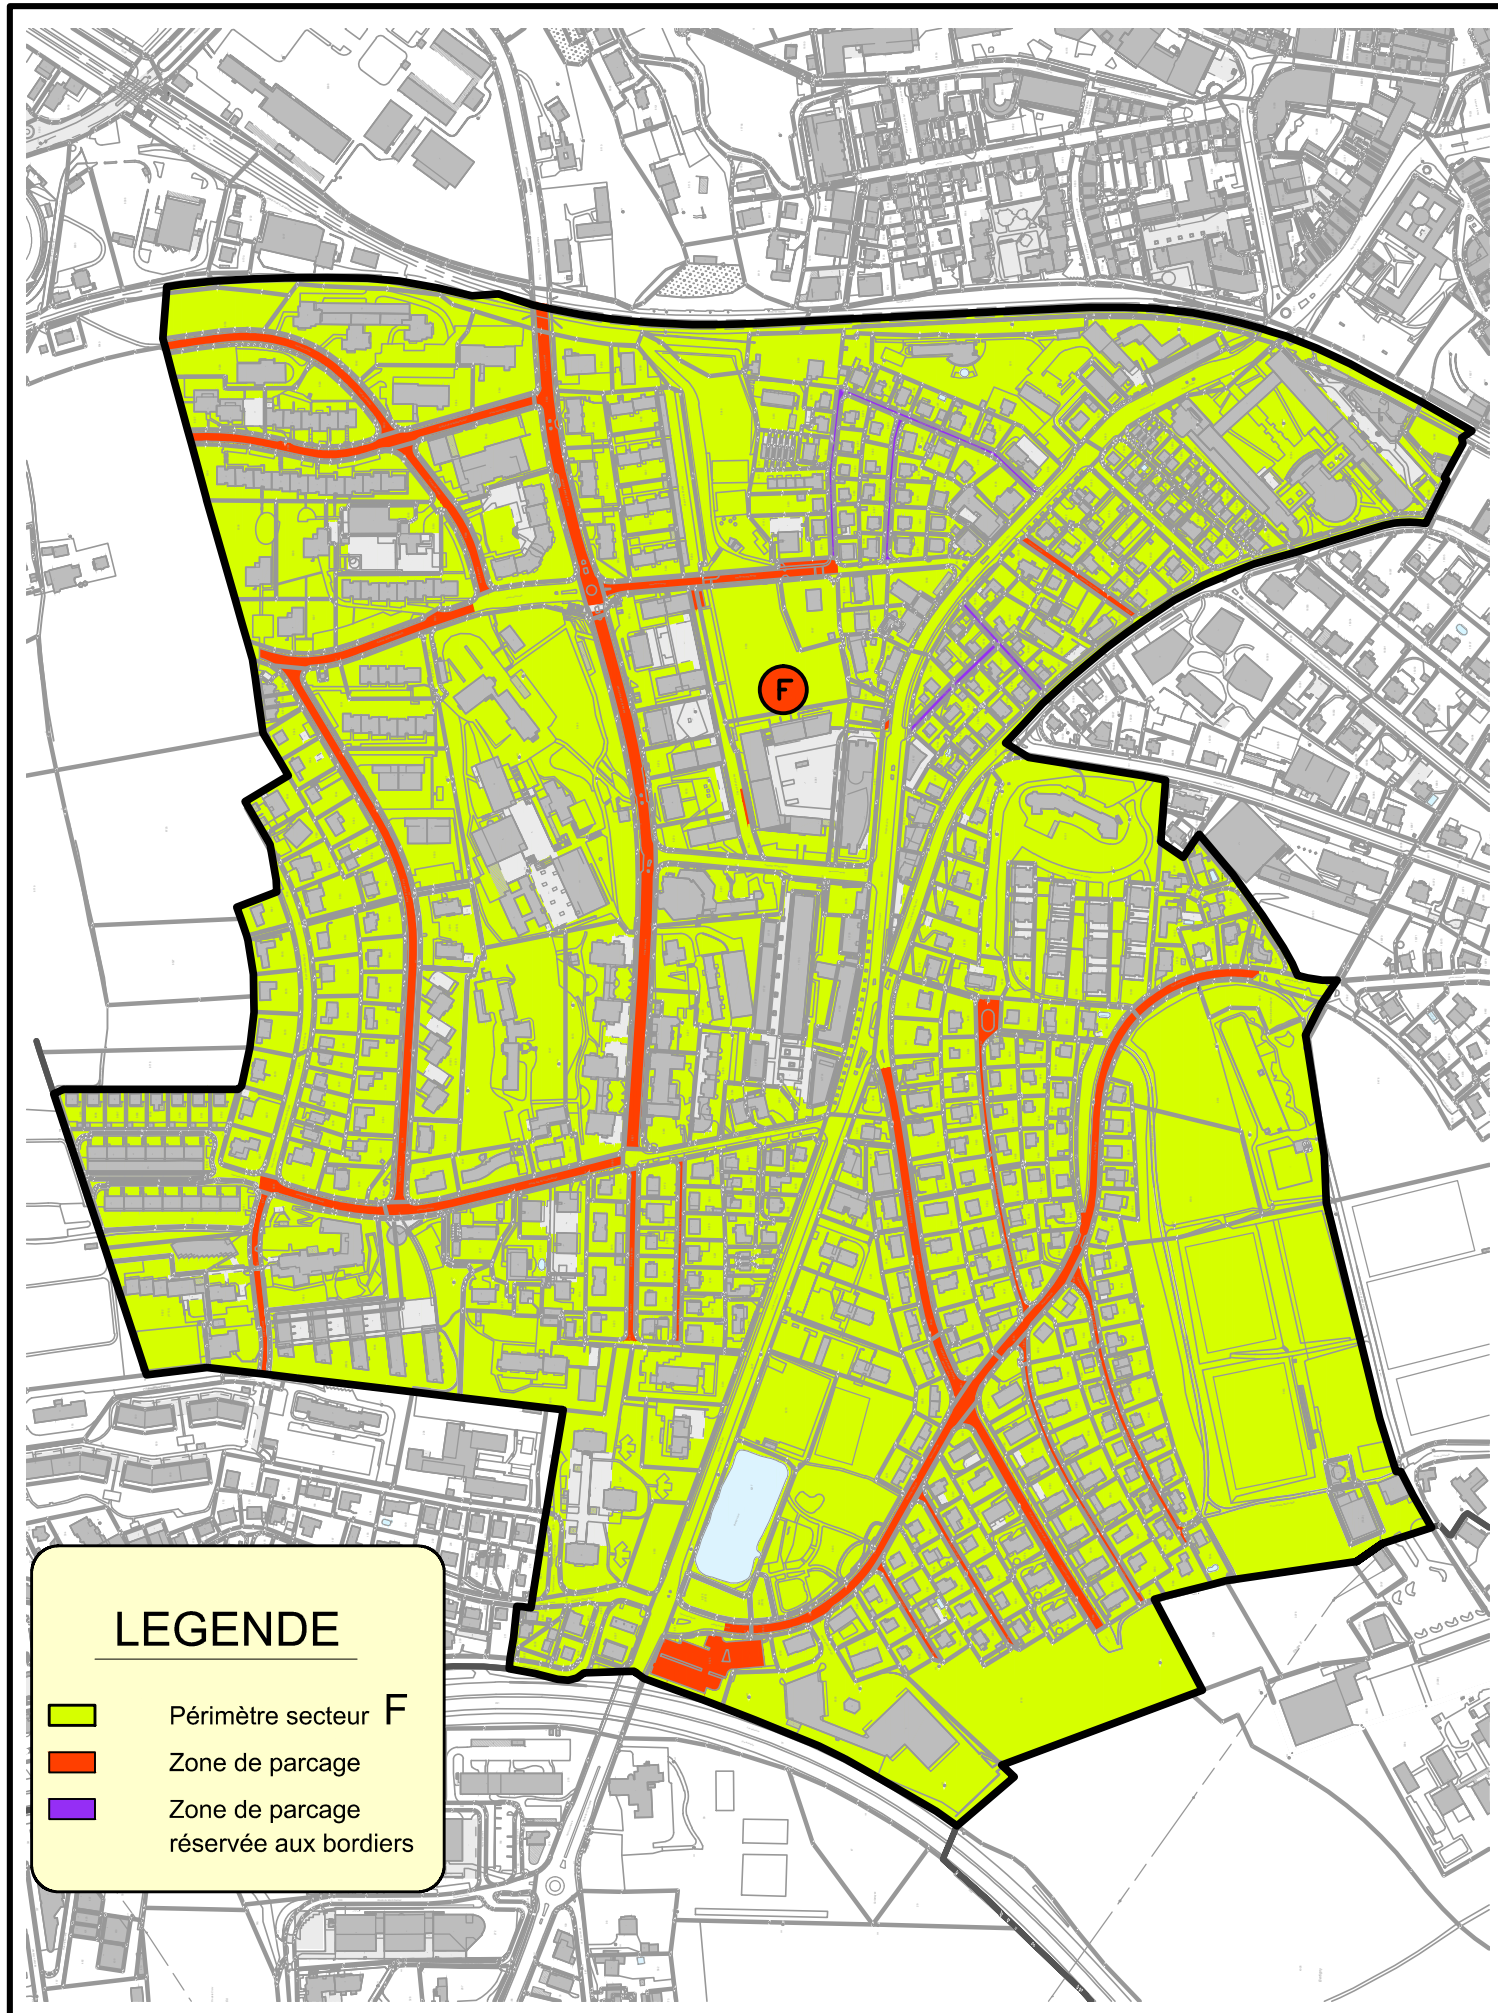 F
LEGENDE
Périmètre secteur F
Zone de parcage
Zone de parcage
réservée aux bordiers